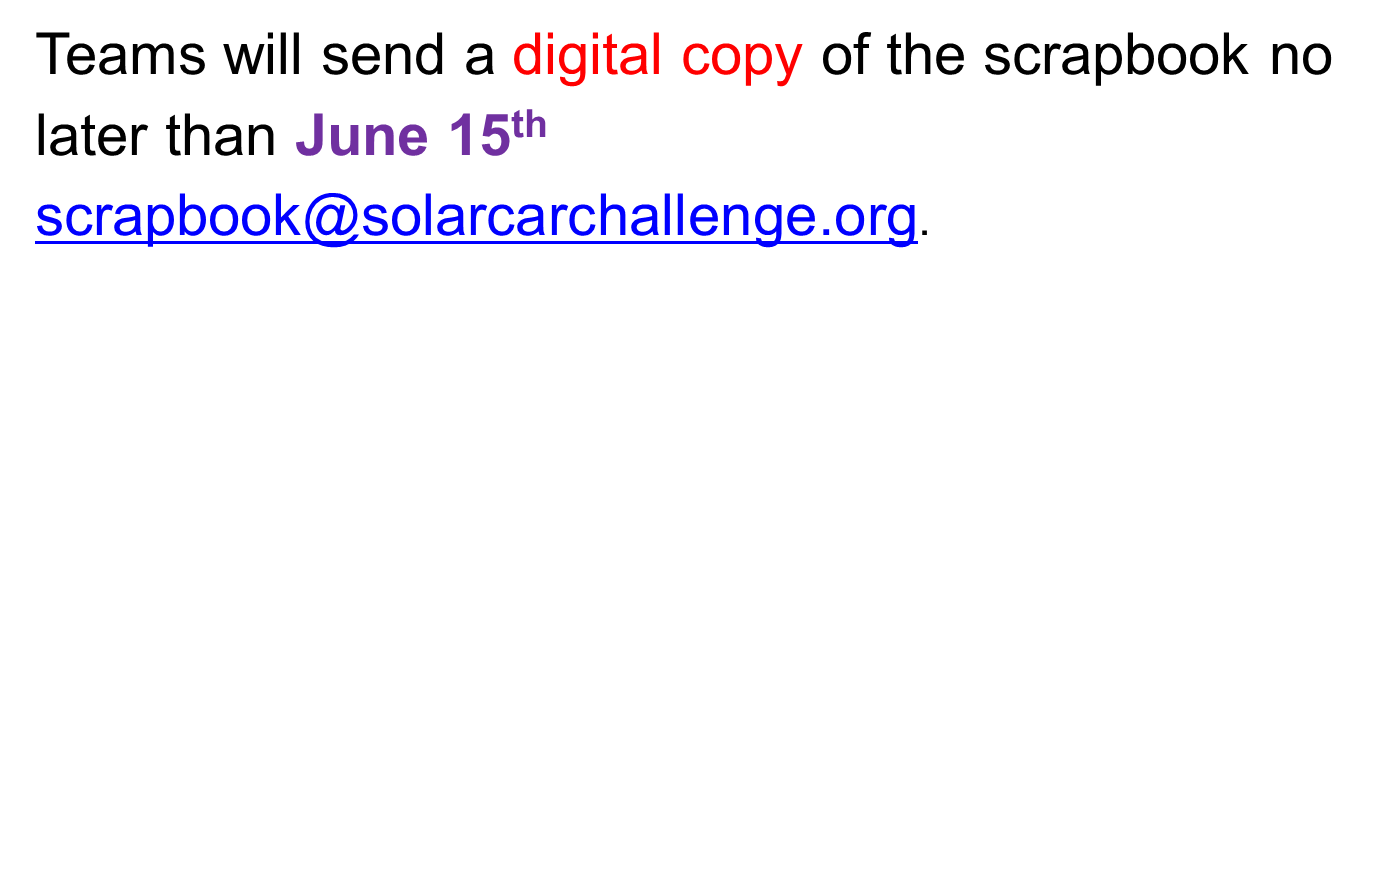 Teams will send a digital copy of the scrapbook no
later than June 15th
scrapbook@solarcarchallenge.org.